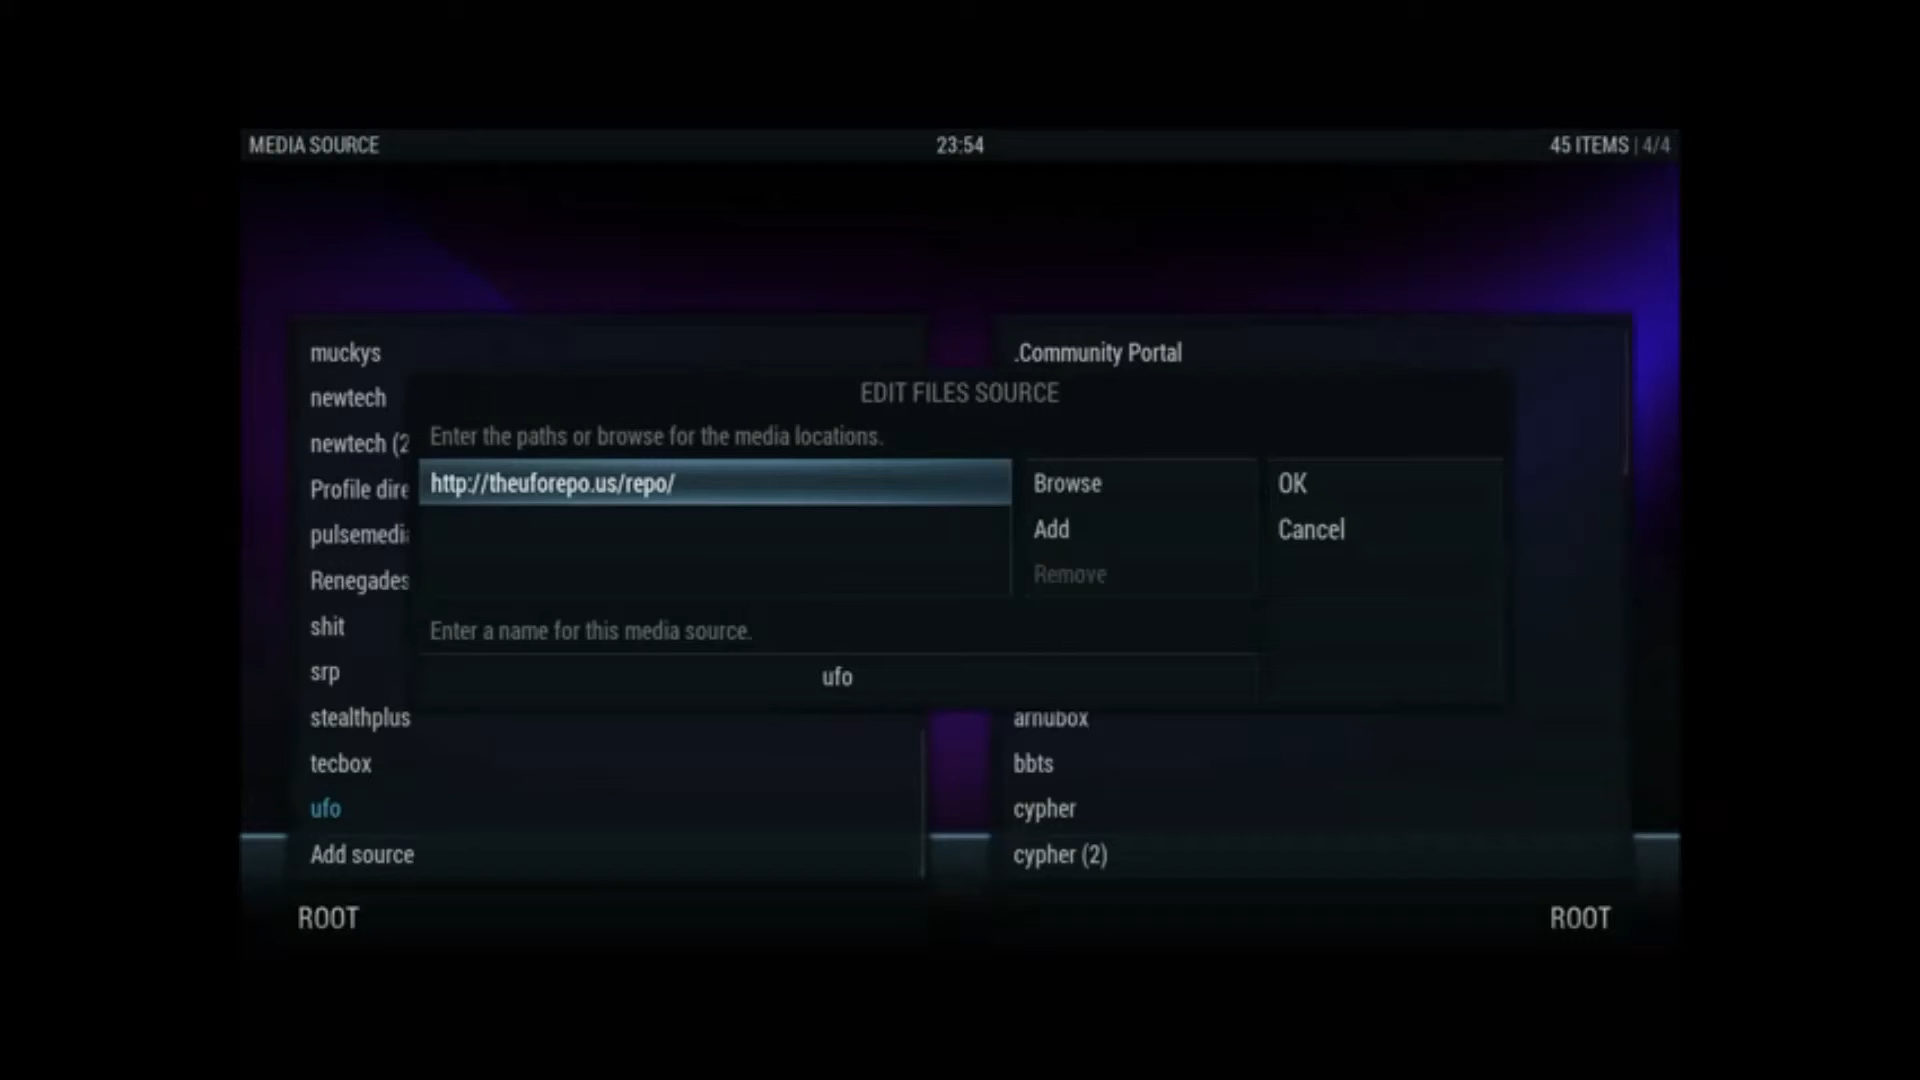 MEDIA SOURCE
23:54
45 ITEMS | 4/4
muckys
newtech
newtech (2
Profile dire
pulsemedi
Renegades
shit
srp
stealthplus
tecbox
ufo
Add source
ROOT
.Community Portal
EDIT FILES SOURCE
Enter the paths or browse for the media locations.
http://theuforepo.us/repo/
Browse
Add
Remove
OK
Cancel
Enter a name for this media source.
ufo
arnubox
bbts
cypher
cypher (2)
ROOT